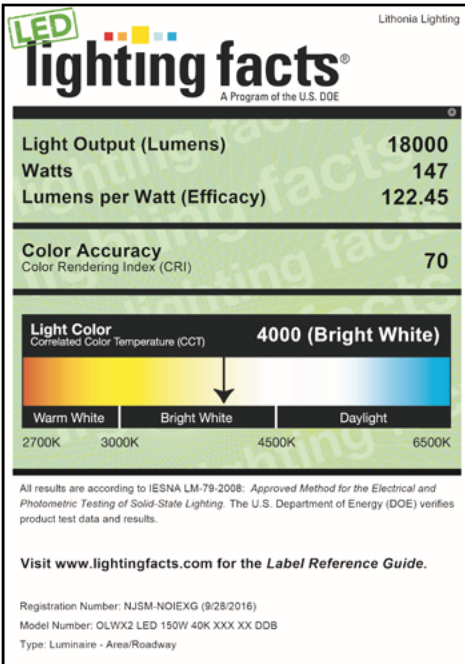 LED
Lithonia Lighting
lighting facts®
A Program of the U.S. DOE
Light Output (Lumens) 18000
Watts 147
Lumens per Watt (Efficacy) 122.45
Color Accuracy
Color Rendering Index (CRI) 70
Light Color
Correlated Color Temperature (CCT) 4000 (Bright White)
Warm White Bright White Daylight
2700K 3000K 4500K 6500K
All results are according to IESNA LM-79-2008: Approved Method for the Electrical and
Photometric Testing of Solid-State Lighting. The U.S. Department of Energy (DOE) verifies
product test data and results.
Visit www.lightingfacts.com for the Label Reference Guide.
Registration Number: NJSM-NOIEXG (9/28/2016)
Model Number: OLWX2 LED 150W 40K XXX XX DDB
Type: Luminaire - Area/Roadway